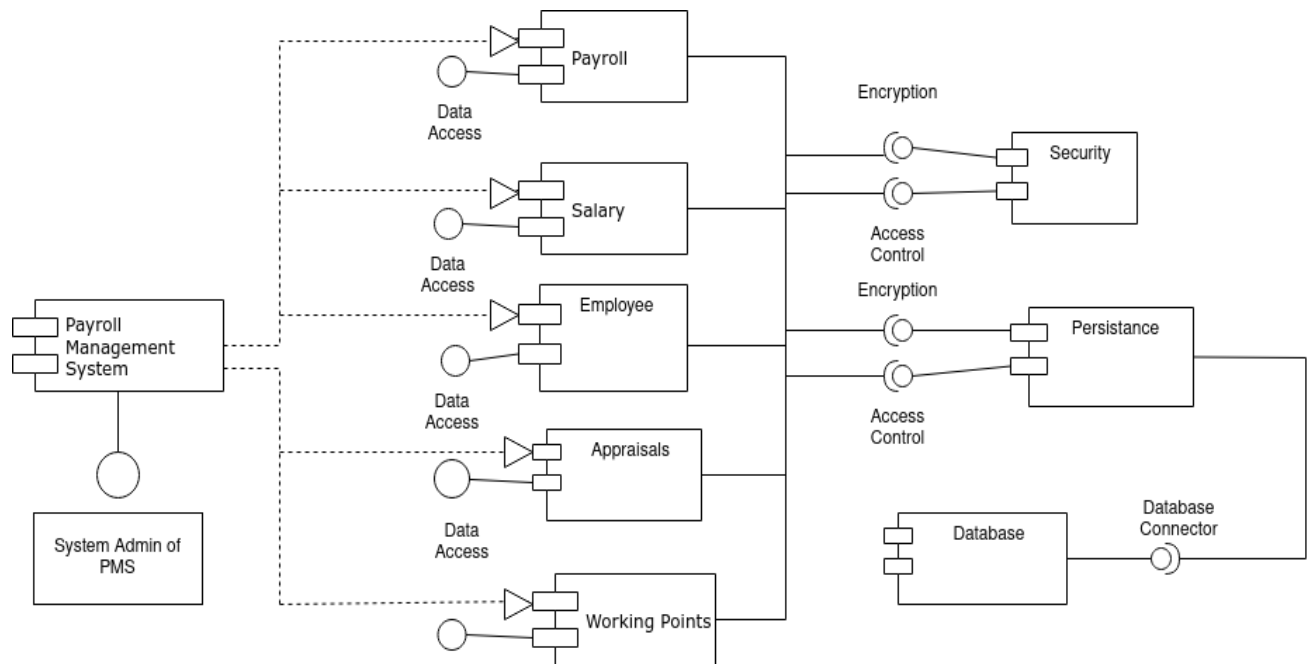 Payroll
Data
Access
Encryption
Security
Salary
Data
Access
Access
Control
Payroll
Management
System
Employee
Data
Access
Encryption
Persistance
Access
Control
Appraisals
Data
Access
System Admin of
PMS
Database
Database
Connector
Working Points